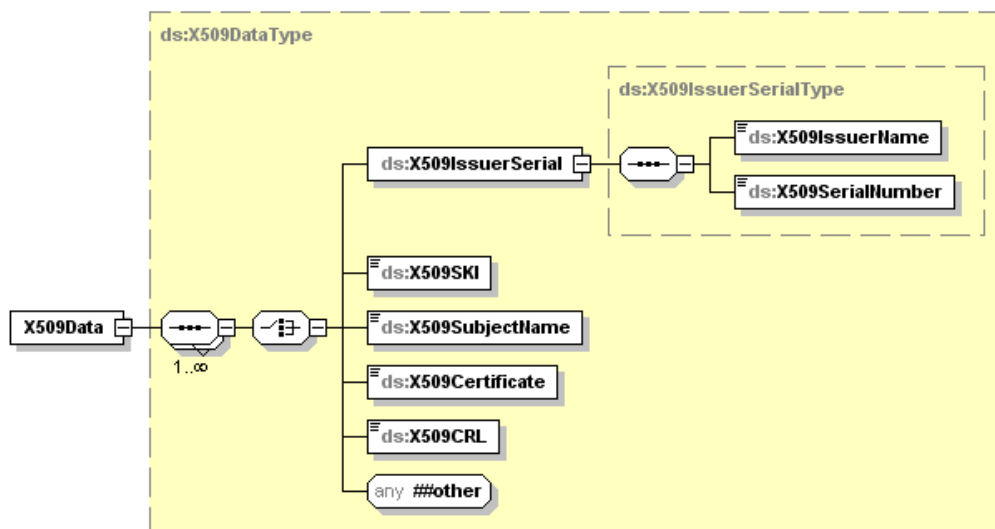 ds:X509DataType
ds:X509IssuerSerialType
ds:X509IssuerName
ds:X509IssuerSerial
ds:X509SerialNumber
ds:X509SKI
X509Data
ds:X509SubjectName
1..∞
ds:X509Certificate
ds:X509CRL
any ##other